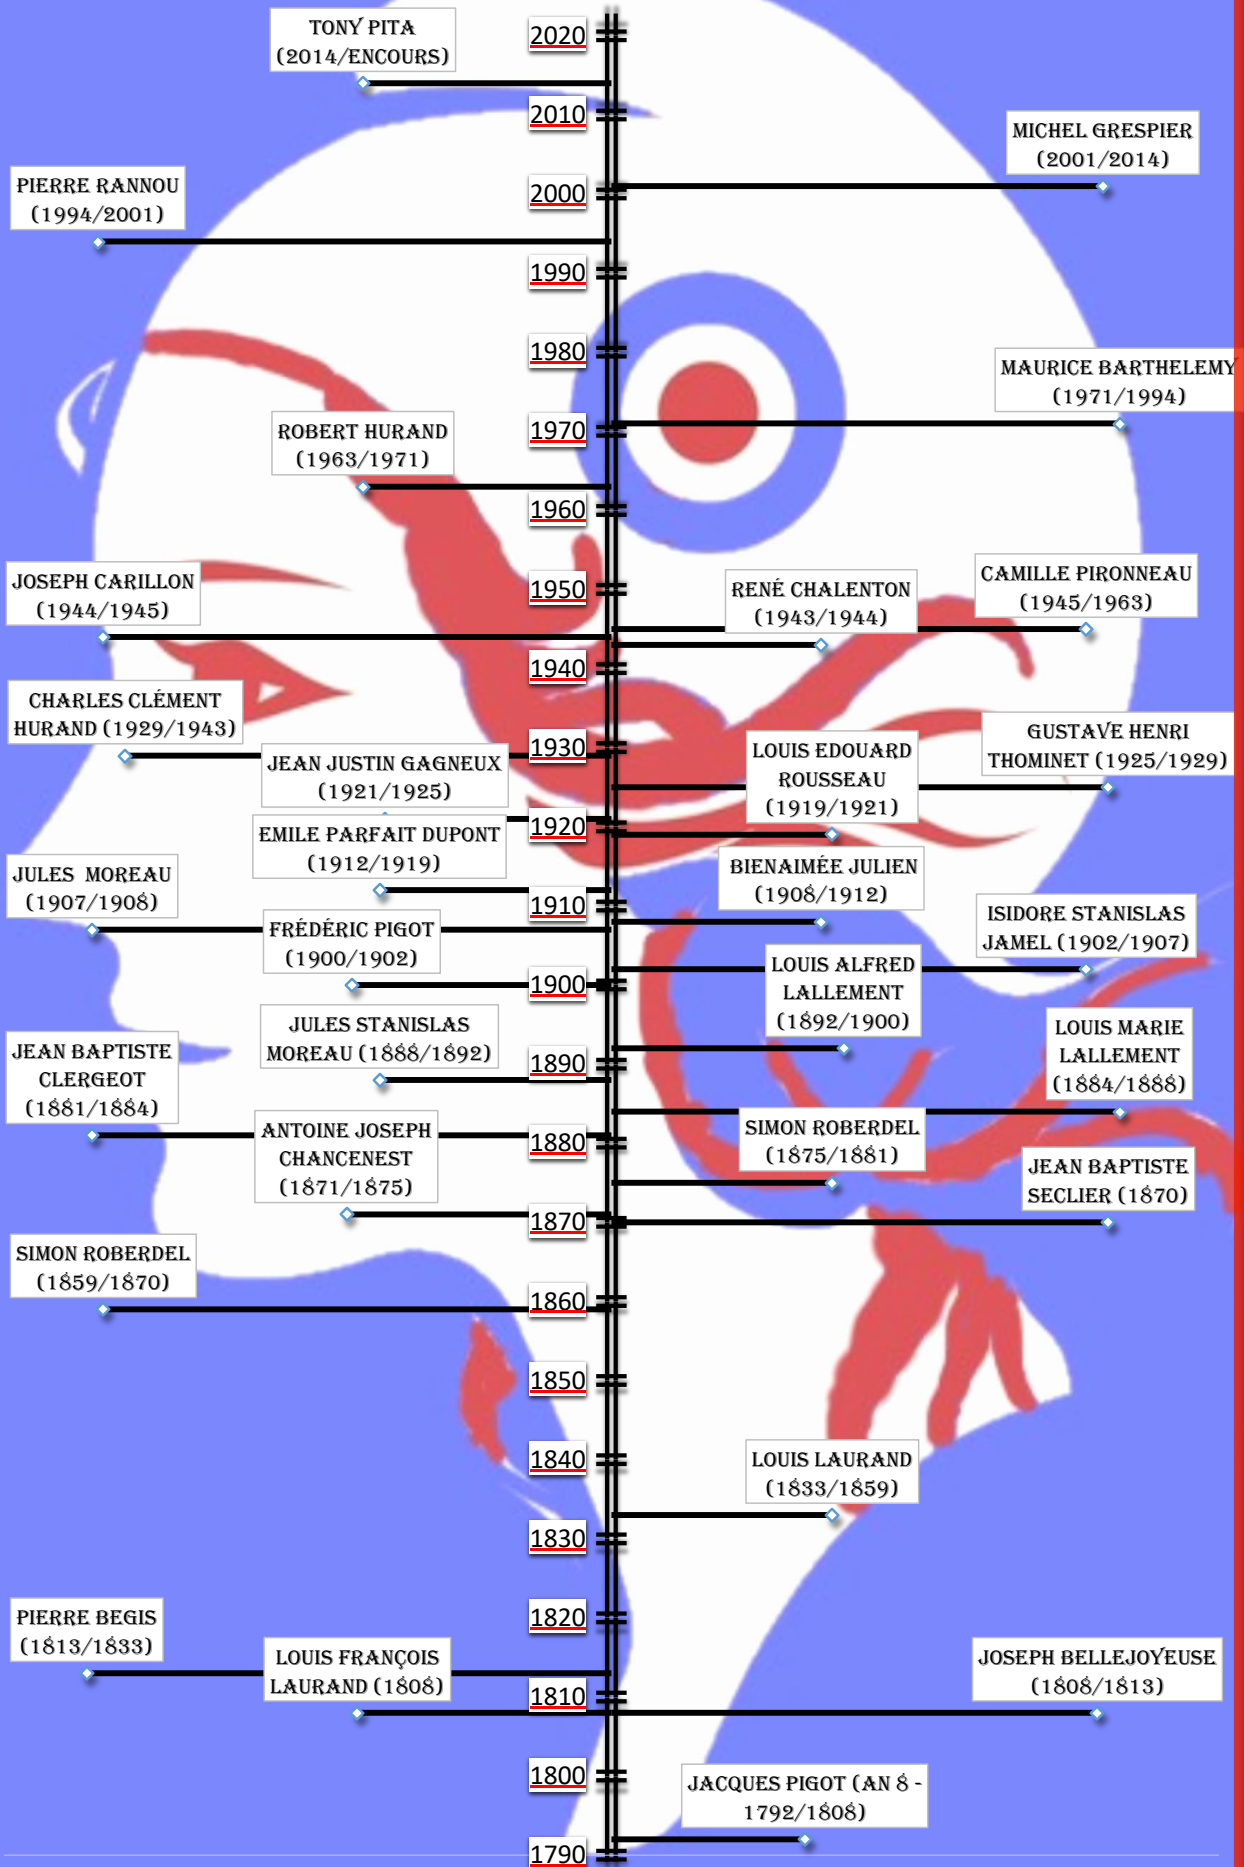 TONY PITA
(2014/ENCOURS)
2020
2010
MICHEL GRESPIER
(2001/2014)
PIERRE RANNOU
(1994/2001)
2000
1990
1980
MAURICE BARTHELEMY
(1971/1994)
ROBERT HURAND
(1963/1971)
1970
1960
JOSEPH CARILLON
(1944/1945)
1950
RENÉ CHALENTON
(1943/1944)
CAMILLE PIRONNEAU
(1945/1963)
1940
CHARLES CLÉMENT
HURAND (1929/1943)
1930
JEAN JUSTIN GAGNEUX
(1921/1925)
LOUIS EDOUARD
ROUSSEAU
(1919/1921)
GUSTAVE HENRI
THOMINET (1925/1929)
1920
EMILE PARFAIT DUPONT
(1912/1919)
BIENAIMÉE JULIEN
(1908/1912)
JULES  MOREAU
(1907/1908)
1910
FRÉDÉRIC PIGOT
(1900/1902)
ISIDORE STANISLAS
JAMEL (1902/1907)
1900
LOUIS ALFRED
LALLEMENT
(1892/1900)
JULES STANISLAS
MOREAU (1888/1892)
LOUIS MARIE
LALLEMENT
(1884/1888)
JEAN BAPTISTE
CLERGEOT
(1881/1884)
1890
ANTOINE JOSEPH
CHANCENEST
(1871/1875)
1880
SIMON ROBERDEL
(1875/1881)
JEAN BAPTISTE
SECLIER (1870)
1870
SIMON ROBERDEL
(1859/1870)
1860
1850
1840
LOUIS LAURAND
(1833/1859)
1830
1820
PIERRE BEGIS
(1813/1833)
LOUIS FRANÇOIS
LAURAND (1808)
JOSEPH BELLEJOYEUSE
(1808/1813)
1810
1800
JACQUES PIGOT (AN 8 -
1792/1808)
1790